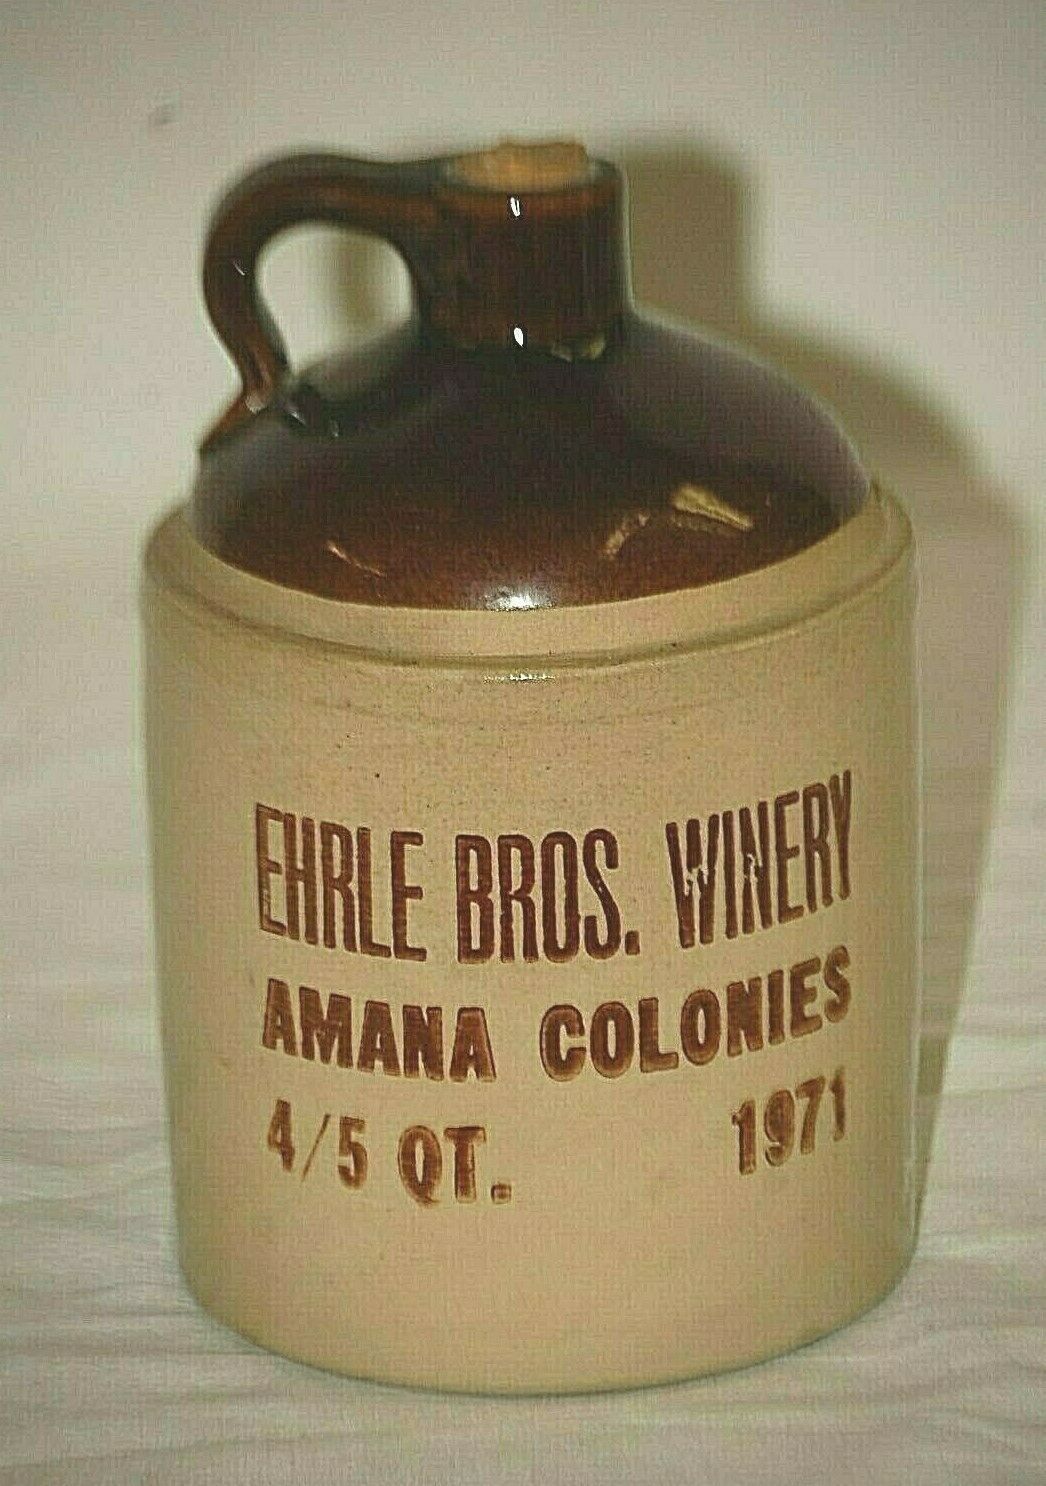 EHRLE BROS. WINERY
AMANA COLONIES
4/5 QT. 1971